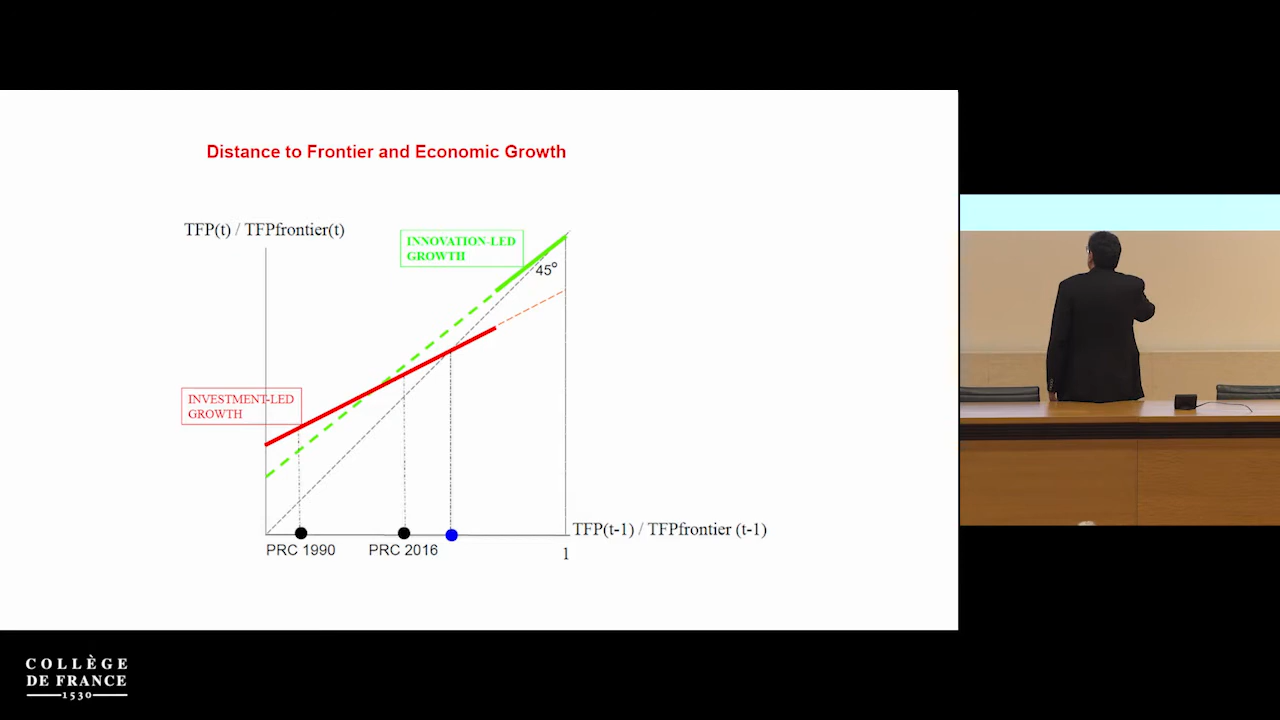 Distance to Frontier and Economic Growth
TFP(t) / TFPfrontier(t)
INNOVATION-LED
GROWTH
45°
INVESTMENT-LED
GROWTH
TFP(t-1) / TFPfrontier (t-1)
PRC 1990
PRC 2016
1
COLLÈGE
DE FRANCE
1530